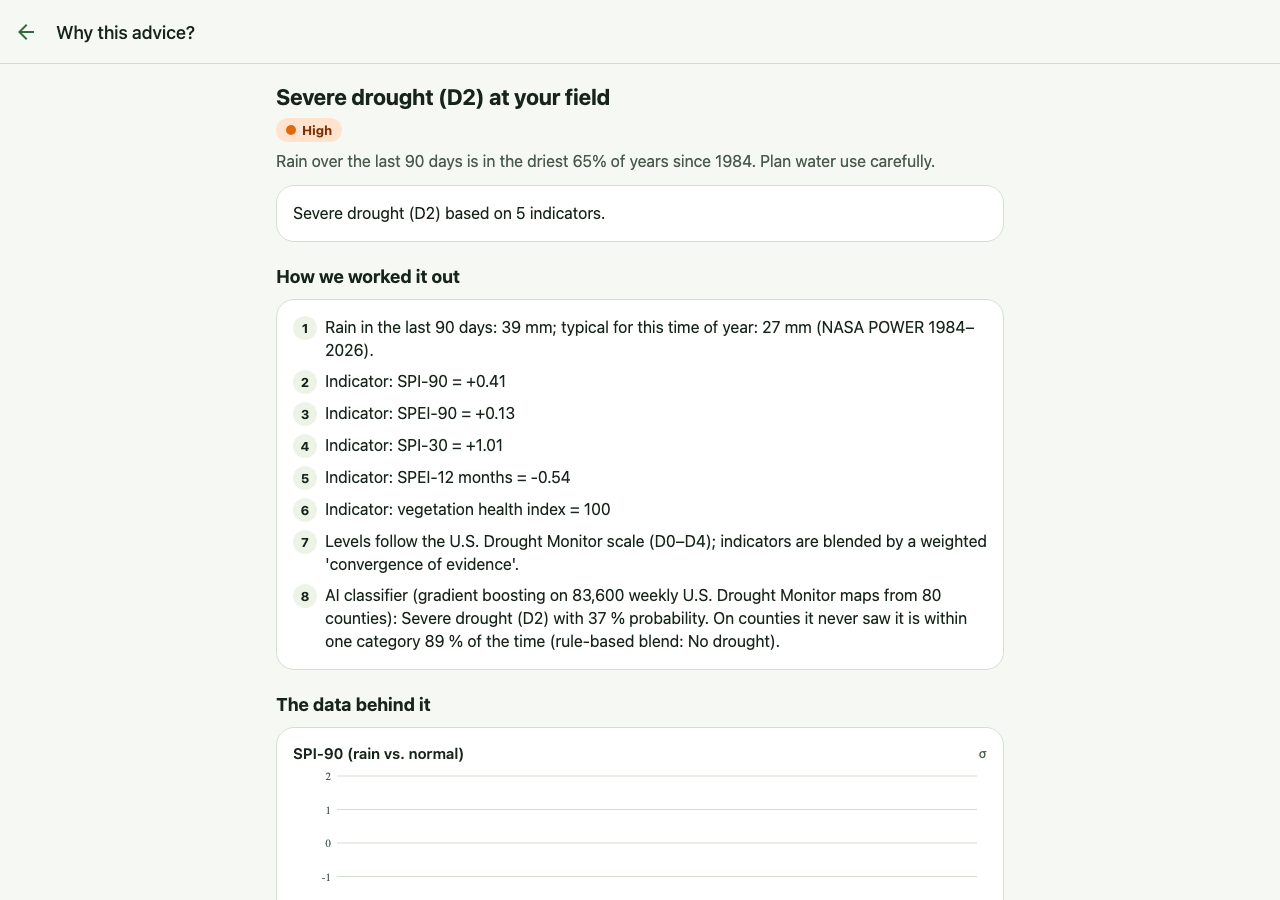 Why this advice?
Severe drought (D2) at your field
High
Rain over the last 90 days is in the driest 65% of years since 1984. Plan water use carefully.
Severe drought (D2) based on 5 indicators.
How we worked it out
1 Rain in the last 90 days: 39 mm; typical for this time of year: 27 mm (NASA POWER 1984–
2026).
2 Indicator: SPI-90 = +0.41
3 Indicator: SPEI-90 = +0.13
4 Indicator: SPI-30 = +1.01
5 Indicator: SPEI-12 months = -0.54
6 Indicator: vegetation health index = 100
7 Levels follow the U.S. Drought Monitor scale (D0–D4); indicators are blended by a weighted
'convergence of evidence'.
8 AI classifier (gradient boosting on 83,600 weekly U.S. Drought Monitor maps from 80
counties): Severe drought (D2) with 37 % probability. On counties it never saw it is within
one category 89 % of the time (rule-based blend: No drought).
The data behind it
SPI-90 (rain vs. normal) σ
2
1
0
-1